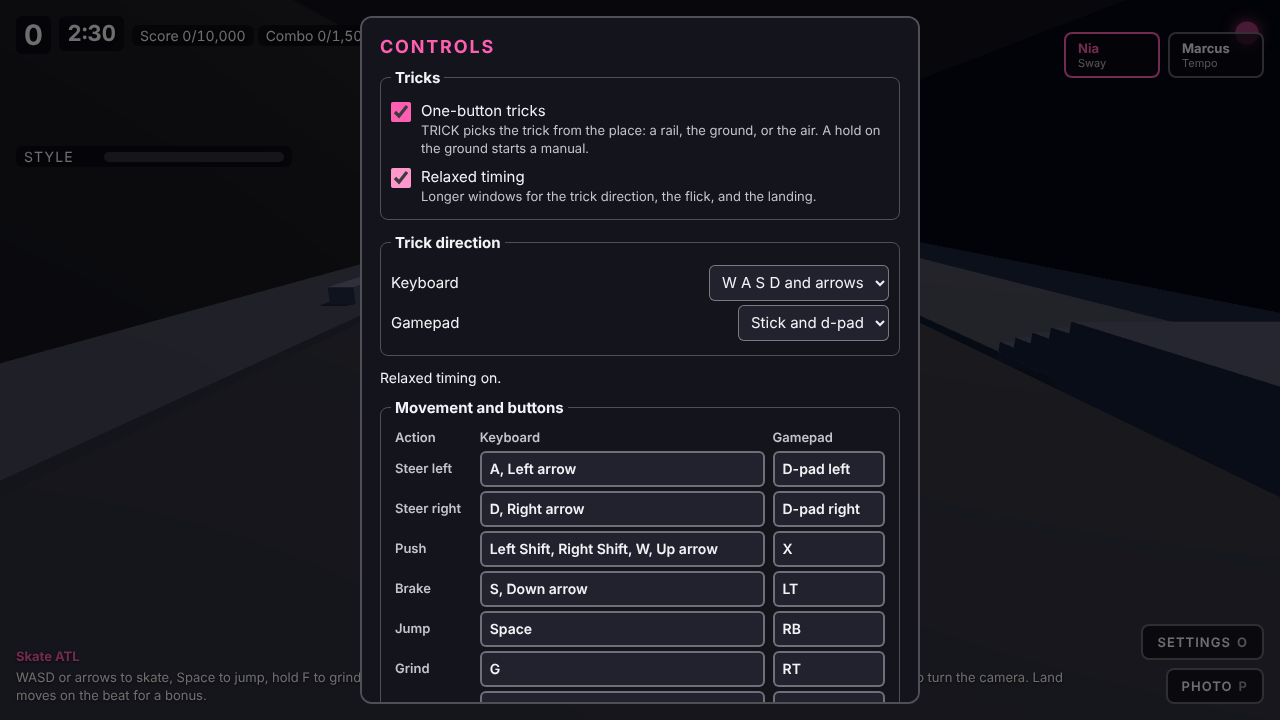 0
2:30
Score 0/10,000
Combo 0/1,50
STYLE
Nia
Sway
Marcus
Tempo
CONTROLS
Tricks
One-button tricks
TRICK picks the trick from the place: a rail, the ground, or the air. A hold on
the ground starts a manual.
Relaxed timing
Longer windows for the trick direction, the flick, and the landing.
Trick direction
Keyboard W A S D and arrows
Gamepad Stick and d-pad
Relaxed timing on.
Movement and buttons
Action Keyboard Gamepad
Steer left A, Left arrow D-pad left
Steer right D, Right arrow D-pad right
Push Left Shift, Right Shift, W, Up arrow X
Brake S, Down arrow LT
Jump Space RB
Grind G RT
Skate ATL
WASD or arrows to skate, Space to jump, hold F to grind
to turn the camera. Land
moves on the beat for a bonus.
SETTINGS O
PHOTO P